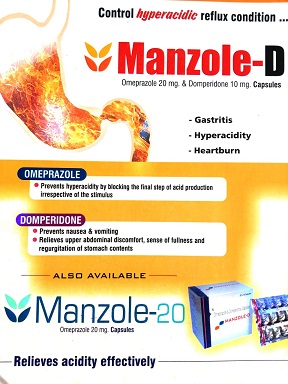 Control hyperacidic reflux condition ...
Manzole-D
Omeprazole 20 mg. & Domperidone 10 mg. Capsules
- Gastritis
- Hyperacidity
- Heartburn
OMEPRAZOLE
• Prevents hyperacidity by blocking the final step of acid production
irrespective of the stimulus
DOMPERIDONE
• Prevents nausea & vomiting
• Relieves upper abdominal discomfort, sense of fullness and
regurgitation of stomach contents
ALSO AVAILABLE
Manzole-20
Omeprazole 20 mg. Capsules
MANZOLE-D
Relieves acidity effectively